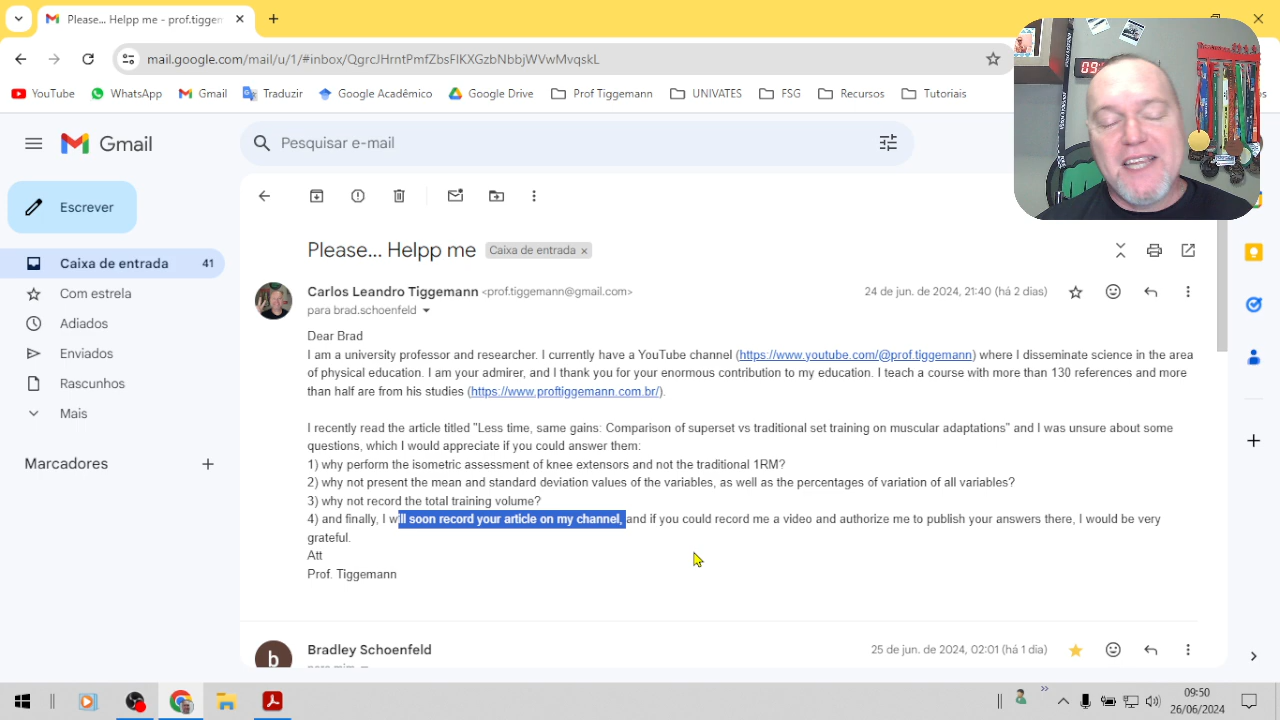 Please... Helpp me - prof.tiggen
mail.google.com/mail/u/1/#inbox/QgrcJHrntPmfZbsFlKXGzbNbbjWVwMvqskL
YouTube WhatsApp Gmail Traduzir Google Acadêmico Google Drive Prof Tiggemann UNIVATES FSG Recursos Tutoriais
Gmail
Pesquisar e-mail
Escrever
Caixa de entrada 41
Com estrela
Adiados
Enviados
Rascunhos
Mais
Marcadores
Please... Helpp me Caixa de entrada
Carlos Leandro Tiggemann <prof.tiggemann@gmail.com> 24 de jun. de 2024, 21:40 (há 2 dias)
para brad.schoenfeld
Dear Brad
I am a university professor and researcher. I currently have a YouTube channel (https://www.youtube.com/@prof.tiggemann) where I disseminate science in the area
of physical education. I am your admirer, and I thank you for your enormous contribution to my education. I teach a course with more than 130 references and more
than half are from his studies (https://www.proftiggemann.com.br/).
I recently read the article titled "Less time, same gains: Comparison of superset vs traditional set training on muscular adaptations" and I was unsure about some
questions, which I would appreciate if you could answer them:
1) why perform the isometric assessment of knee extensors and not the traditional 1RM?
2) why not present the mean and standard deviation values of the variables, as well as the percentages of variation of all variables?
3) why not record the total training volume?
4) and finally, I will soon record your article on my channel, and if you could record me a video and authorize me to publish your answers there, I would be very
grateful.
Att
Prof. Tiggemann
b Bradley Schoenfeld 25 de jun. de 2024, 02:01 (há 1 dia)
09:50
26/06/2024